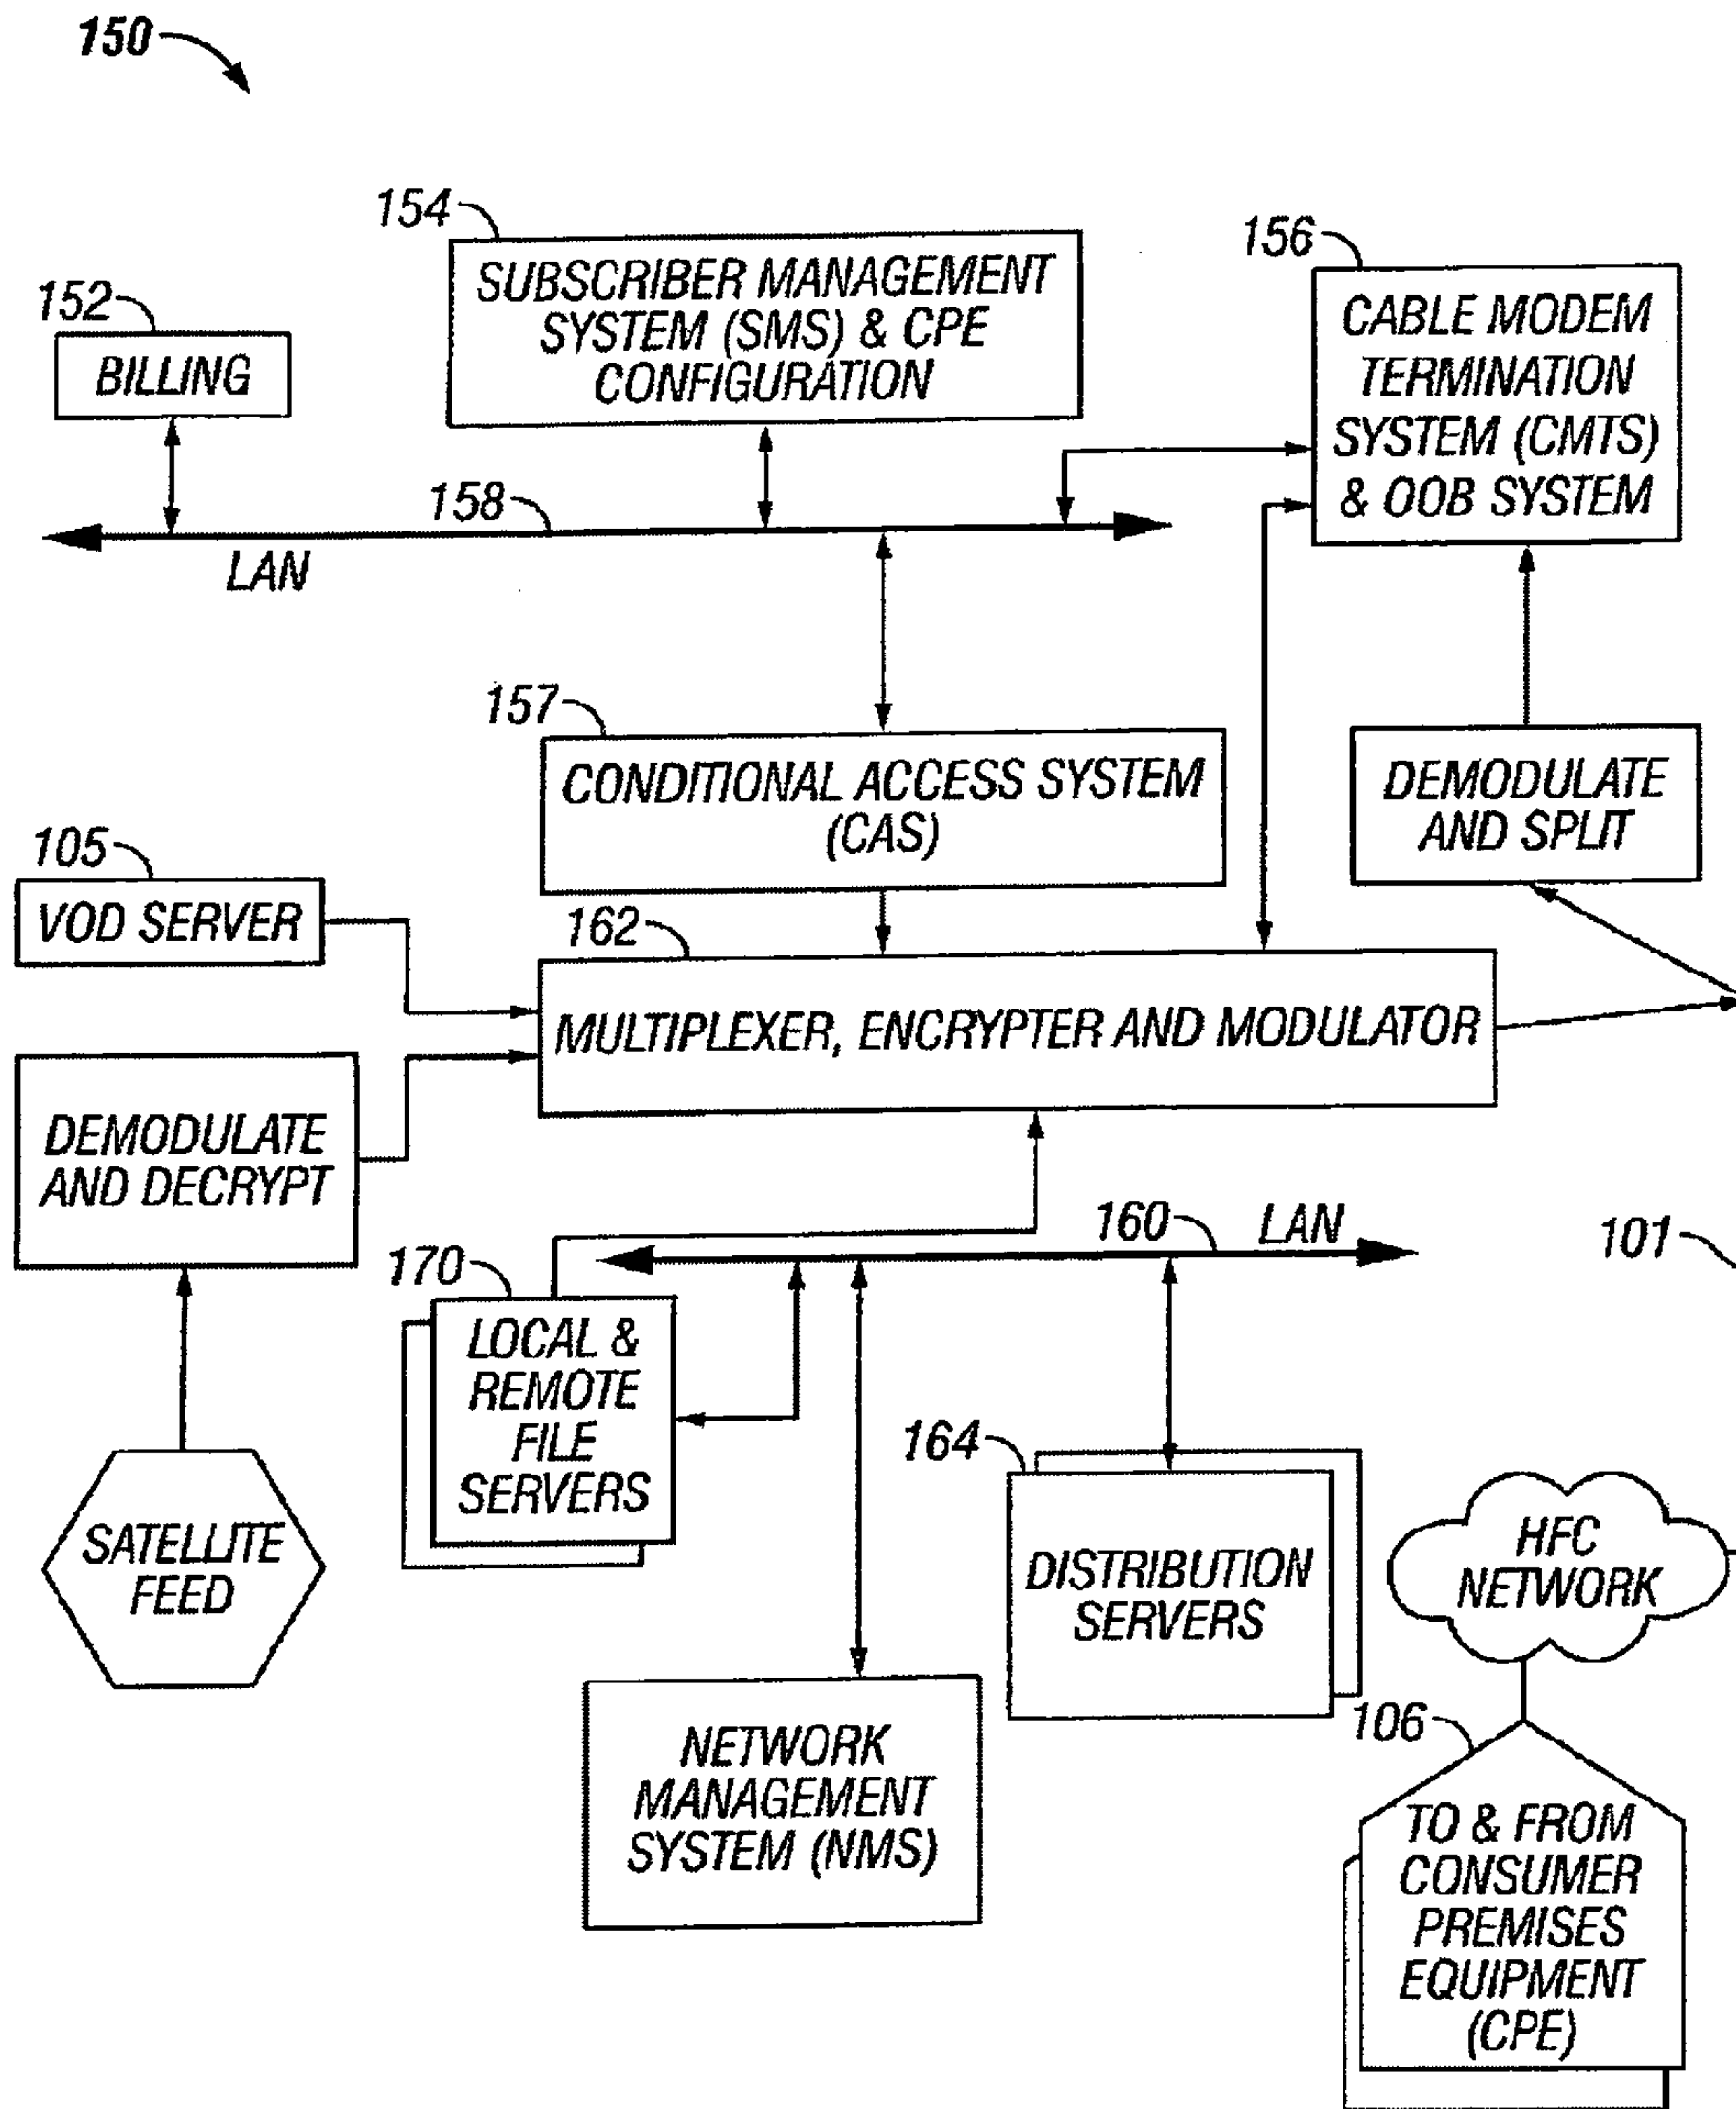 150
154
SUBSCRIBER MANAGEMENT
SYSTEM (SMS) & CPE
CONFIGURATION
156
CABLE MODEM
TERMINATION
SYSTEM (CMTS)
& OOB SYSTEM
152
BILLING
158
LAN
157
CONDITIONAL ACCESS SYSTEM
(CAS)
DEMODULATE
AND SPLIT
105
VOD SERVER
162
MULTIPLEXER, ENCRYPTER AND MODULATOR
DEMODULATE
AND DECRYPT
160
LAN
101
170
LOCAL &
REMOTE
FILE
SERVERS
164
DISTRIBUTION
SERVERS
SATELLITE
FEED
HFC
NETWORK
NETWORK
MANAGEMENT
SYSTEM (NMS)
106
TO & FROM
CONSUMER
PREMISES
EQUIPMENT
(CPE)